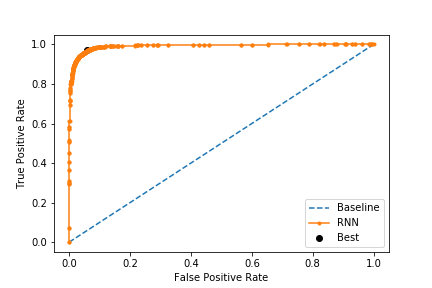 1.0
0.8
0.6
0.4
0.2
0.0
True Positive Rate
0.0 0.2 0.4 0.6 0.8 1.0
False Positive Rate
Baseline
RNN
Best